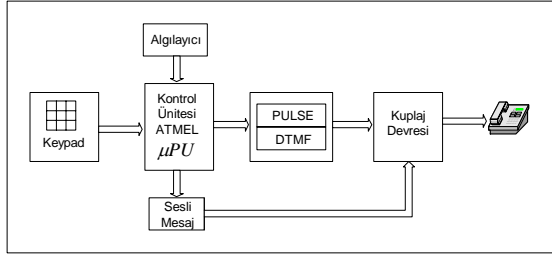 Algılayıcı
Keypad
Kontrol
Ünitesi
ATMEL
µPU
PULSE
DTMF
Kuplaj
Devresi
Sesli
Mesaj